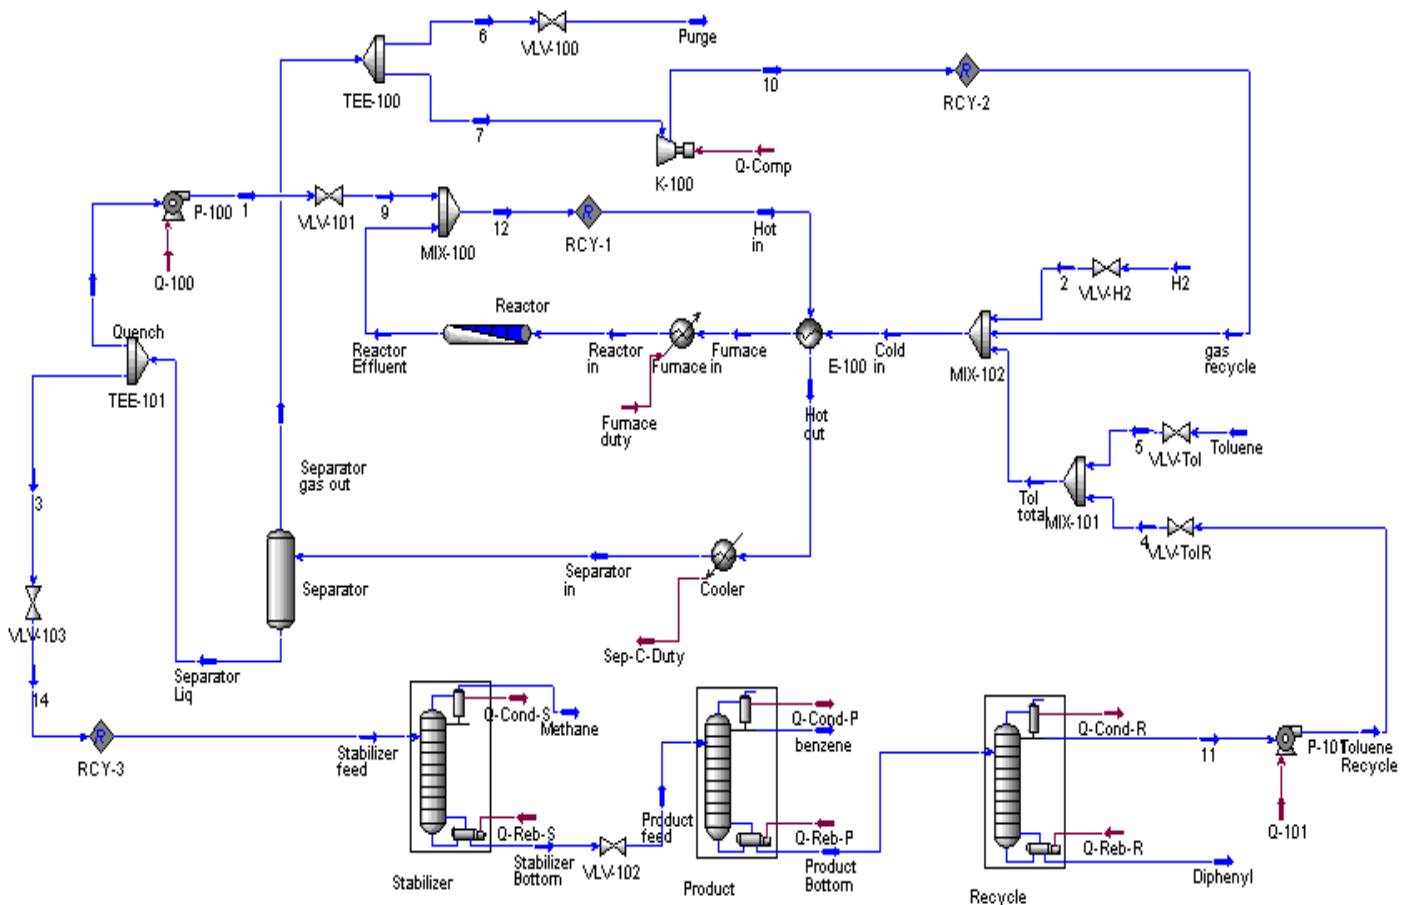 6
VLV-100
Purge
TEE-100
7
10
RCY-2
K-100
Q-Comp
P-100
1
VLV-101
9
MIX-100
12
RCY-1
Hot
in
Q-100
2
VLV-H2
H2
Quench
TEE-101
Reactor
Reactor
Effluent
Reactor
in
Furnace
Furnace
in
E-100
Cold
in
MIX-102
gas
recycle
Furnace
duty
Hot
out
5
VLV-Tol
Toluene
Separator
gas out
Tol
total
MIX-101
4
VLV-TolR
3
Separator
Separator
in
Cooler
VLV-103
Sep-C-Duty
Separator
Liq
14
RCY-3
Stabilizer
feed
Q-Cond-S
Methane
Q-Reb-S
Stabilizer
Bottom
VLV-102
Stabilizer
Product
feed
Q-Cond-P
benzene
Q-Reb-P
Product
Bottom
Product
Q-Cond-R
11
P-101
Toluene
Recycle
Q-101
Q-Reb-R
Diphenyl
Recycle
R
R
R